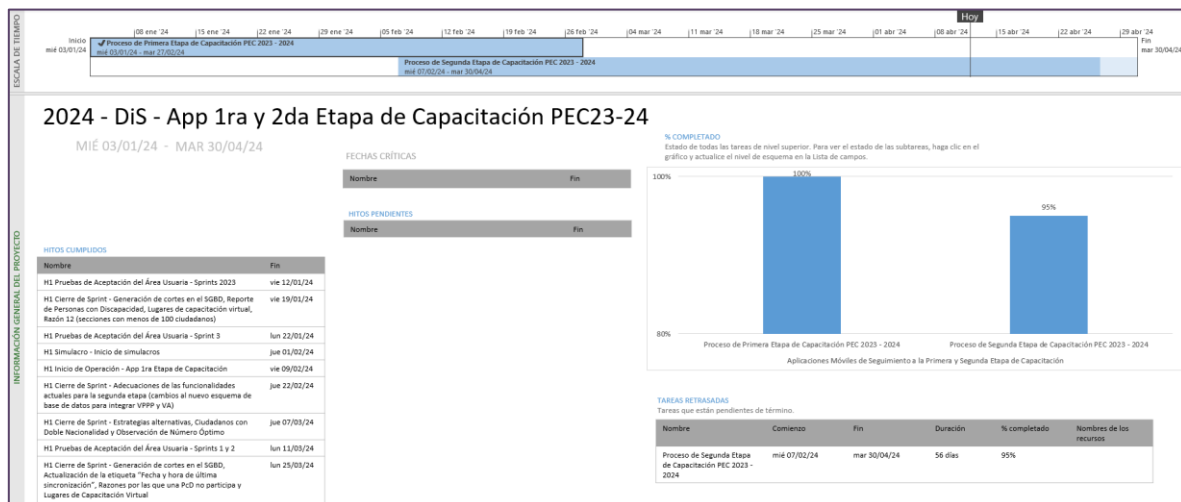 ESCALA DE TIEMPO
Hoy
08 ene '24
15 ene '24
22 ene '24
29 ene '24
05 feb '24
12 feb '24
19 feb '24
26 feb '24
04 mar '24
11 mar '24
18 mar '24
25 mar '24
01 abr '24
08 abr '24
15 abr '24
22 abr '24
29 abr '24
Inicio
mié 03/01/24
Proceso de Primera Etapa de Capacitación PEC 2023 - 2024
mié 03/01/24 - mar 27/02/24
Proceso de Segunda Etapa de Capacitación PEC 2023 - 2024
mié 07/02/24 - mar 30/04/24
Fin
mar 30/04/24
INFORMACIÓN GENERAL DEL PROYECTO
2024 - DiS - App 1ra y 2da Etapa de Capacitación PEC23-24
MIÉ 03/01/24 - MAR 30/04/24
FECHAS CRÍTICAS
Nombre Fin
HITOS PENDIENTES
Nombre Fin
HITOS CUMPLIDOS
Nombre Fin
H1 Pruebas de Aceptación del Área Usuaria - Sprints 2023 vie 12/01/24
H1 Cierre de Sprint - Generación de cortes en el SGBD, Reporte vie 19/01/24
de Personas con Discapacidad, Lugares de capacitación virtual,
Razón 12 (secciones con menos de 100 ciudadanos)
H1 Pruebas de Aceptación del Área Usuaria - Sprint 3 lun 22/01/24
H1 Simulacro - Inicio de simulacros jue 01/02/24
H1 Inicio de Operación - App 1ra Etapa de Capacitación vie 09/02/24
H1 Cierre de Sprint - Adecuaciones de las funcionalidades jue 22/02/24
actuales para la segunda etapa (cambios al nuevo esquema de
base de datos para integrar VPPP y VA)
H1 Cierre de Sprint - Estrategias alternativas, Ciudadanos con jue 07/03/24
Doble Nacionalidad y Observación de Número Óptimo
H1 Pruebas de Aceptación del Área Usuaria - Sprints 1 y 2 lun 11/03/24
H1 Cierre de Sprint - Generación de cortes en el SGBD, lun 25/03/24
Actualización de la etiqueta "Fecha y hora de última
sincronización", Razones por las que una PcD no participa y
Lugares de Capacitación Virtual
% COMPLETADO
Estado de todas las tareas de nivel superior. Para ver el estado de las subtareas, haga clic en el
gráfico y actualice el nivel de esquema en la Lista de campos.
100%
100%
95%
80%
Proceso de Primera Etapa de Capacitación PEC 2023 - 2024
Proceso de Segunda Etapa de Capacitación PEC 2023 - 2024
Aplicaciones Móviles de Seguimiento a la Primera y Segunda Etapa de Capacitación
TAREAS RETRASADAS
Tareas que están pendientes de término.
Nombre Comienzo Fin Duración % completado Nombres de los
recursos
Proceso de Segunda Etapa mié 07/02/24 mar 30/04/24 56 días 95%
de Capacitación PEC 2023 -
2024